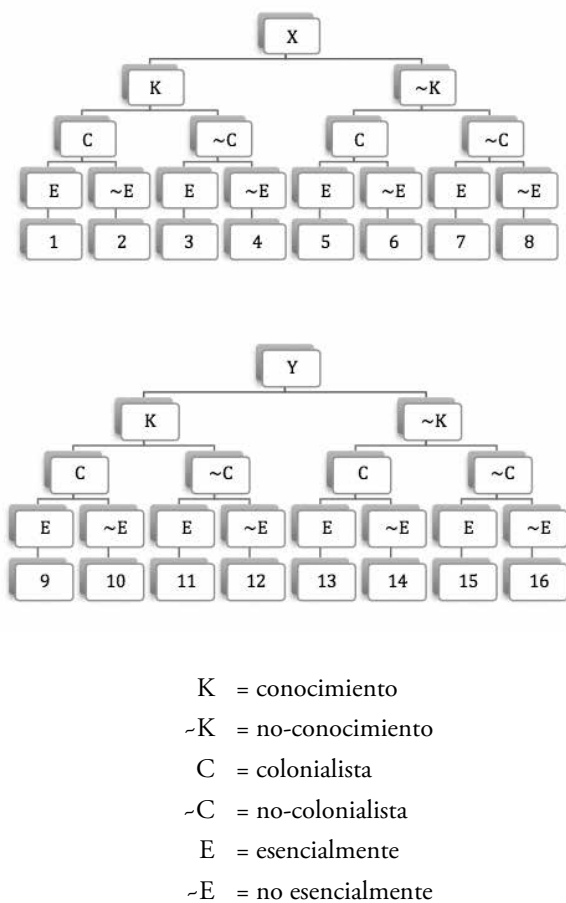 X
K ~K
C ~C C ~C
E ~E E ~E E ~E E ~E
1 2 3 4 5 6 7 8
Y
K ~K
C ~C C ~C
E ~E E ~E E ~E E ~E
9 10 11 12 13 14 15 16
K = conocimiento
~K = no-conocimiento
C = colonialista
~C = no-colonialista
E = esencialmente
~E = no esencialmente